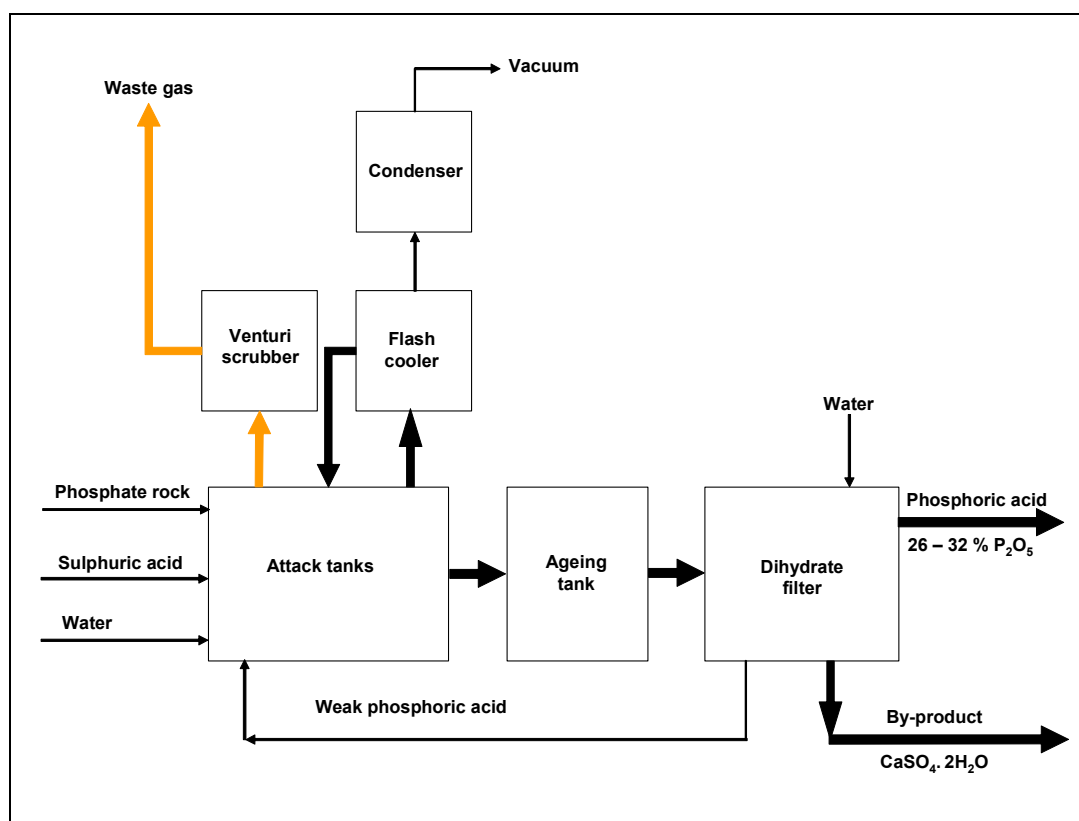 Vacuum
Waste gas
Condenser
Venturi
scrubber
Flash
cooler
Water
Phosphate rock
Phosphoric acid
26 – 32 % P₂O₅
Sulphuric acid
Attack tanks
Ageing
tank
Dihydrate
filter
Water
Weak phosphoric acid
By-product
CaSO₄. 2H₂O